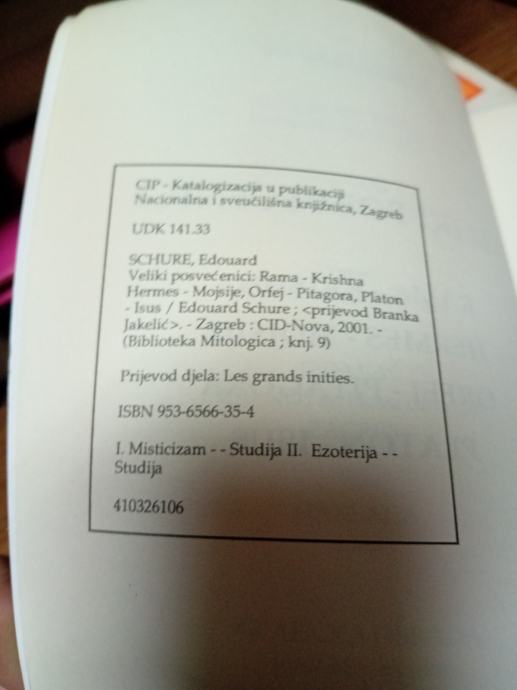 CIP - Katalogizacija u publikaciji
Nacionalna i sveučilišna knjižnica, Zagreb
UDK 141.33
SCHURE, Edouard
Veliki posvećenici: Rama - Krishna
Hermes - Mojsije, Orfej - Pitagora, Platon
- Isus / Edouard Schure ; <prijevod Branka
Jakelić>. - Zagreb : CID-Nova, 2001. -
(Biblioteka Mitologica ; knj. 9)
Prijevod djela: Les grands inities.
ISBN 953-6566-35-4
I. Misticizam - - Studija II. Ezoterija - -
Studija
410326106